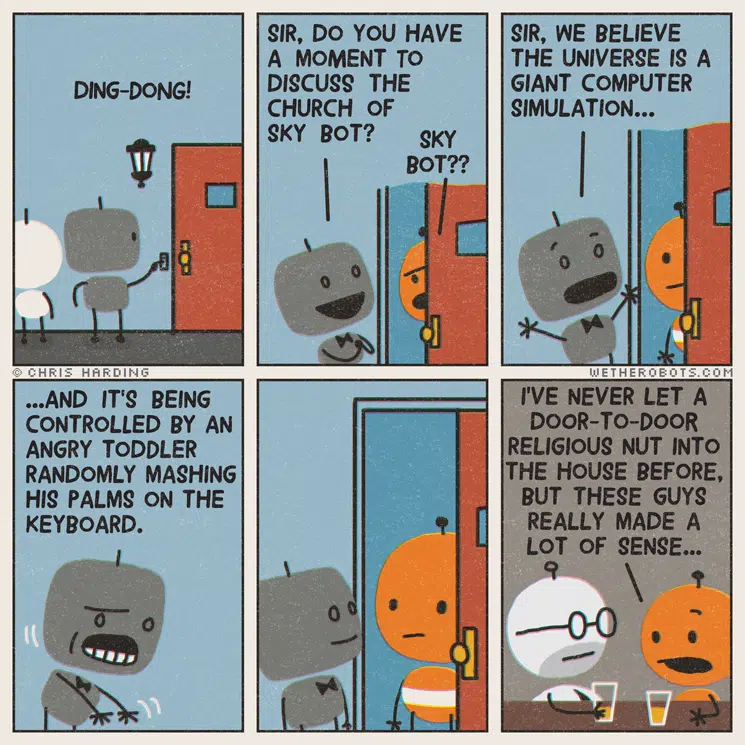 DING-DONG!
SIR, DO YOU HAVE
A MOMENT TO
DISCUSS THE
CHURCH OF
SKY BOT?
SKY
BOT??
SIR, WE BELIEVE
THE UNIVERSE IS A
GIANT COMPUTER
SIMULATION...
© CHRIS HARDING
WETHEROBOTS.COM
...AND IT'S BEING
CONTROLLED BY AN
ANGRY TODDLER
RANDOMLY MASHING
HIS PALMS ON THE
KEYBOARD.
I'VE NEVER LET A
DOOR-TO-DOOR
RELIGIOUS NUT INTO
THE HOUSE BEFORE,
BUT THESE GUYS
REALLY MADE A
LOT OF SENSE...